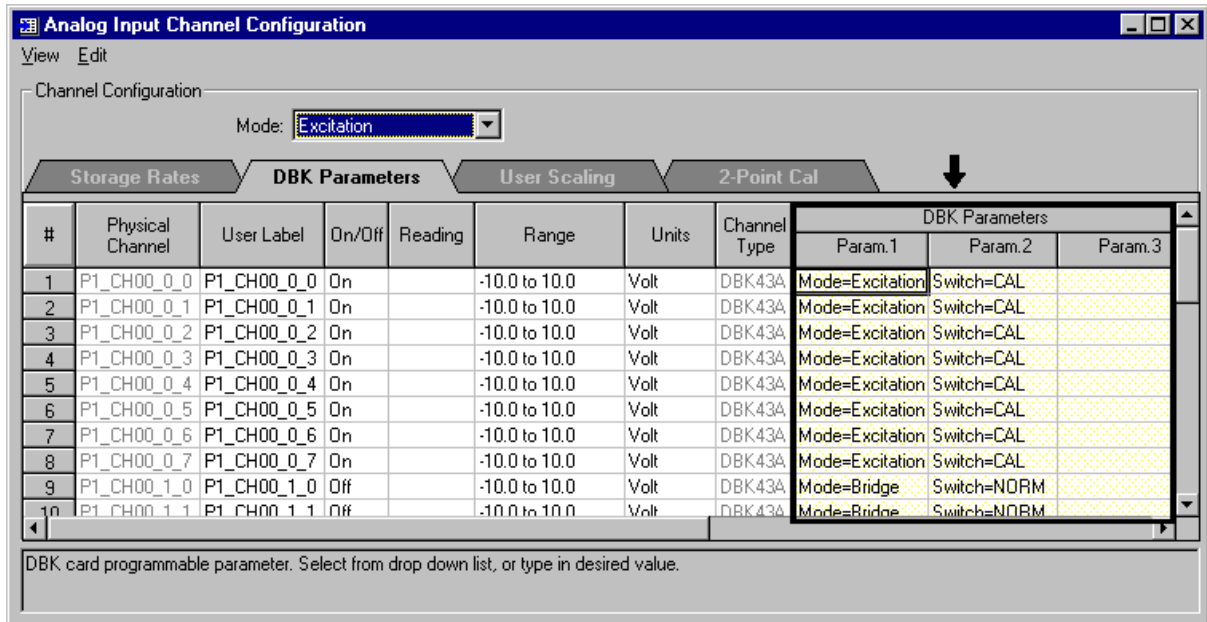 Analog Input Channel Configuration
View Edit
Channel Configuration
Mode: Excitation
Storage Rates DBK Parameters User Scaling 2-Point Cal
# Physical Channel User Label On/Off Reading Range Units Channel Type DBK Parameters Param.1 Param.2 Param.3
1 P1_CH00_0_0 P1_CH00_0_0 On -10.0 to 10.0 Volt DBK43A Mode=Excitation Switch=CAL
2 P1_CH00_0_1 P1_CH00_0_1 On -10.0 to 10.0 Volt DBK43A Mode=Excitation Switch=CAL
3 P1_CH00_0_2 P1_CH00_0_2 On -10.0 to 10.0 Volt DBK43A Mode=Excitation Switch=CAL
4 P1_CH00_0_3 P1_CH00_0_3 On -10.0 to 10.0 Volt DBK43A Mode=Excitation Switch=CAL
5 P1_CH00_0_4 P1_CH00_0_4 On -10.0 to 10.0 Volt DBK43A Mode=Excitation Switch=CAL
6 P1_CH00_0_5 P1_CH00_0_5 On -10.0 to 10.0 Volt DBK43A Mode=Excitation Switch=CAL
7 P1_CH00_0_6 P1_CH00_0_6 On -10.0 to 10.0 Volt DBK43A Mode=Excitation Switch=CAL
8 P1_CH00_0_7 P1_CH00_0_7 On -10.0 to 10.0 Volt DBK43A Mode=Excitation Switch=CAL
9 P1_CH00_1_0 P1_CH00_1_0 Off -10.0 to 10.0 Volt DBK43A Mode=Bridge Switch=NORM
10 P1_CH00_1_1 P1_CH00_1_1 Off -10.0 to 10.0 Volt DBK43A Mode=Bridge Switch=NORM
DBK card programmable parameter. Select from drop down list, or type in desired value.